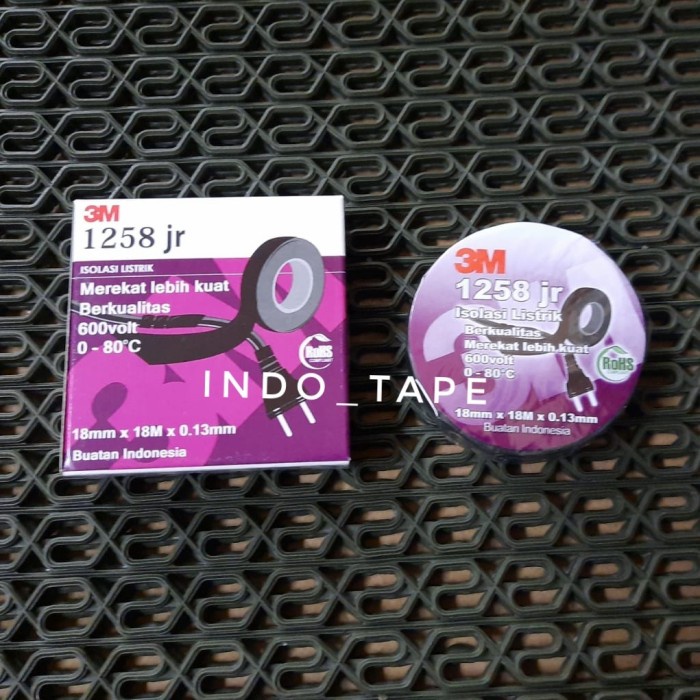 3M
1258 jr
ISOLASI LISTRIK
Merekat lebih kuat
Berkualitas
600volt
0 - 80°C
RoHS
18mm x 18M x 0.13mm
Buatan Indonesia
3M
1258 jr
Isolasi Listrik
Berkualitas
Merekat lebih kuat
600volt
0 - 80°C
RoHS
18mm x 18M x 0.13mm
Buatan Indonesia
INDO_TAPE